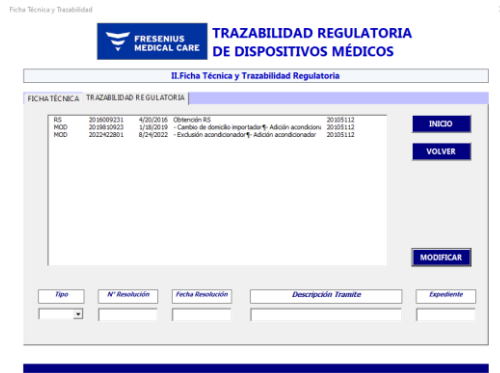 Ficha Técnica y Trazabilidad
FRESENIUS
MEDICAL CARE
TRAZABILIDAD REGULATORIA
DE DISPOSITIVOS MÉDICOS
II.Ficha Técnica y Trazabilidad Regulatoria
FICHA TÉCNICA TRAZABILIDAD REGULATORIA
RS 2016009231 4/20/2016 Obtención RS 20105112
MOD 2019810923 1/18/2019 - Cambio de domicilio importador¶- Adición acondicion 20105112
MOD 2022422801 8/24/2022 - Exclusión acondicionador¶- Adición acondicionador 20105112
INICIO
VOLVER
MODIFICAR
Tipo N° Resolución Fecha Resolución Descripción Tramite Expediente